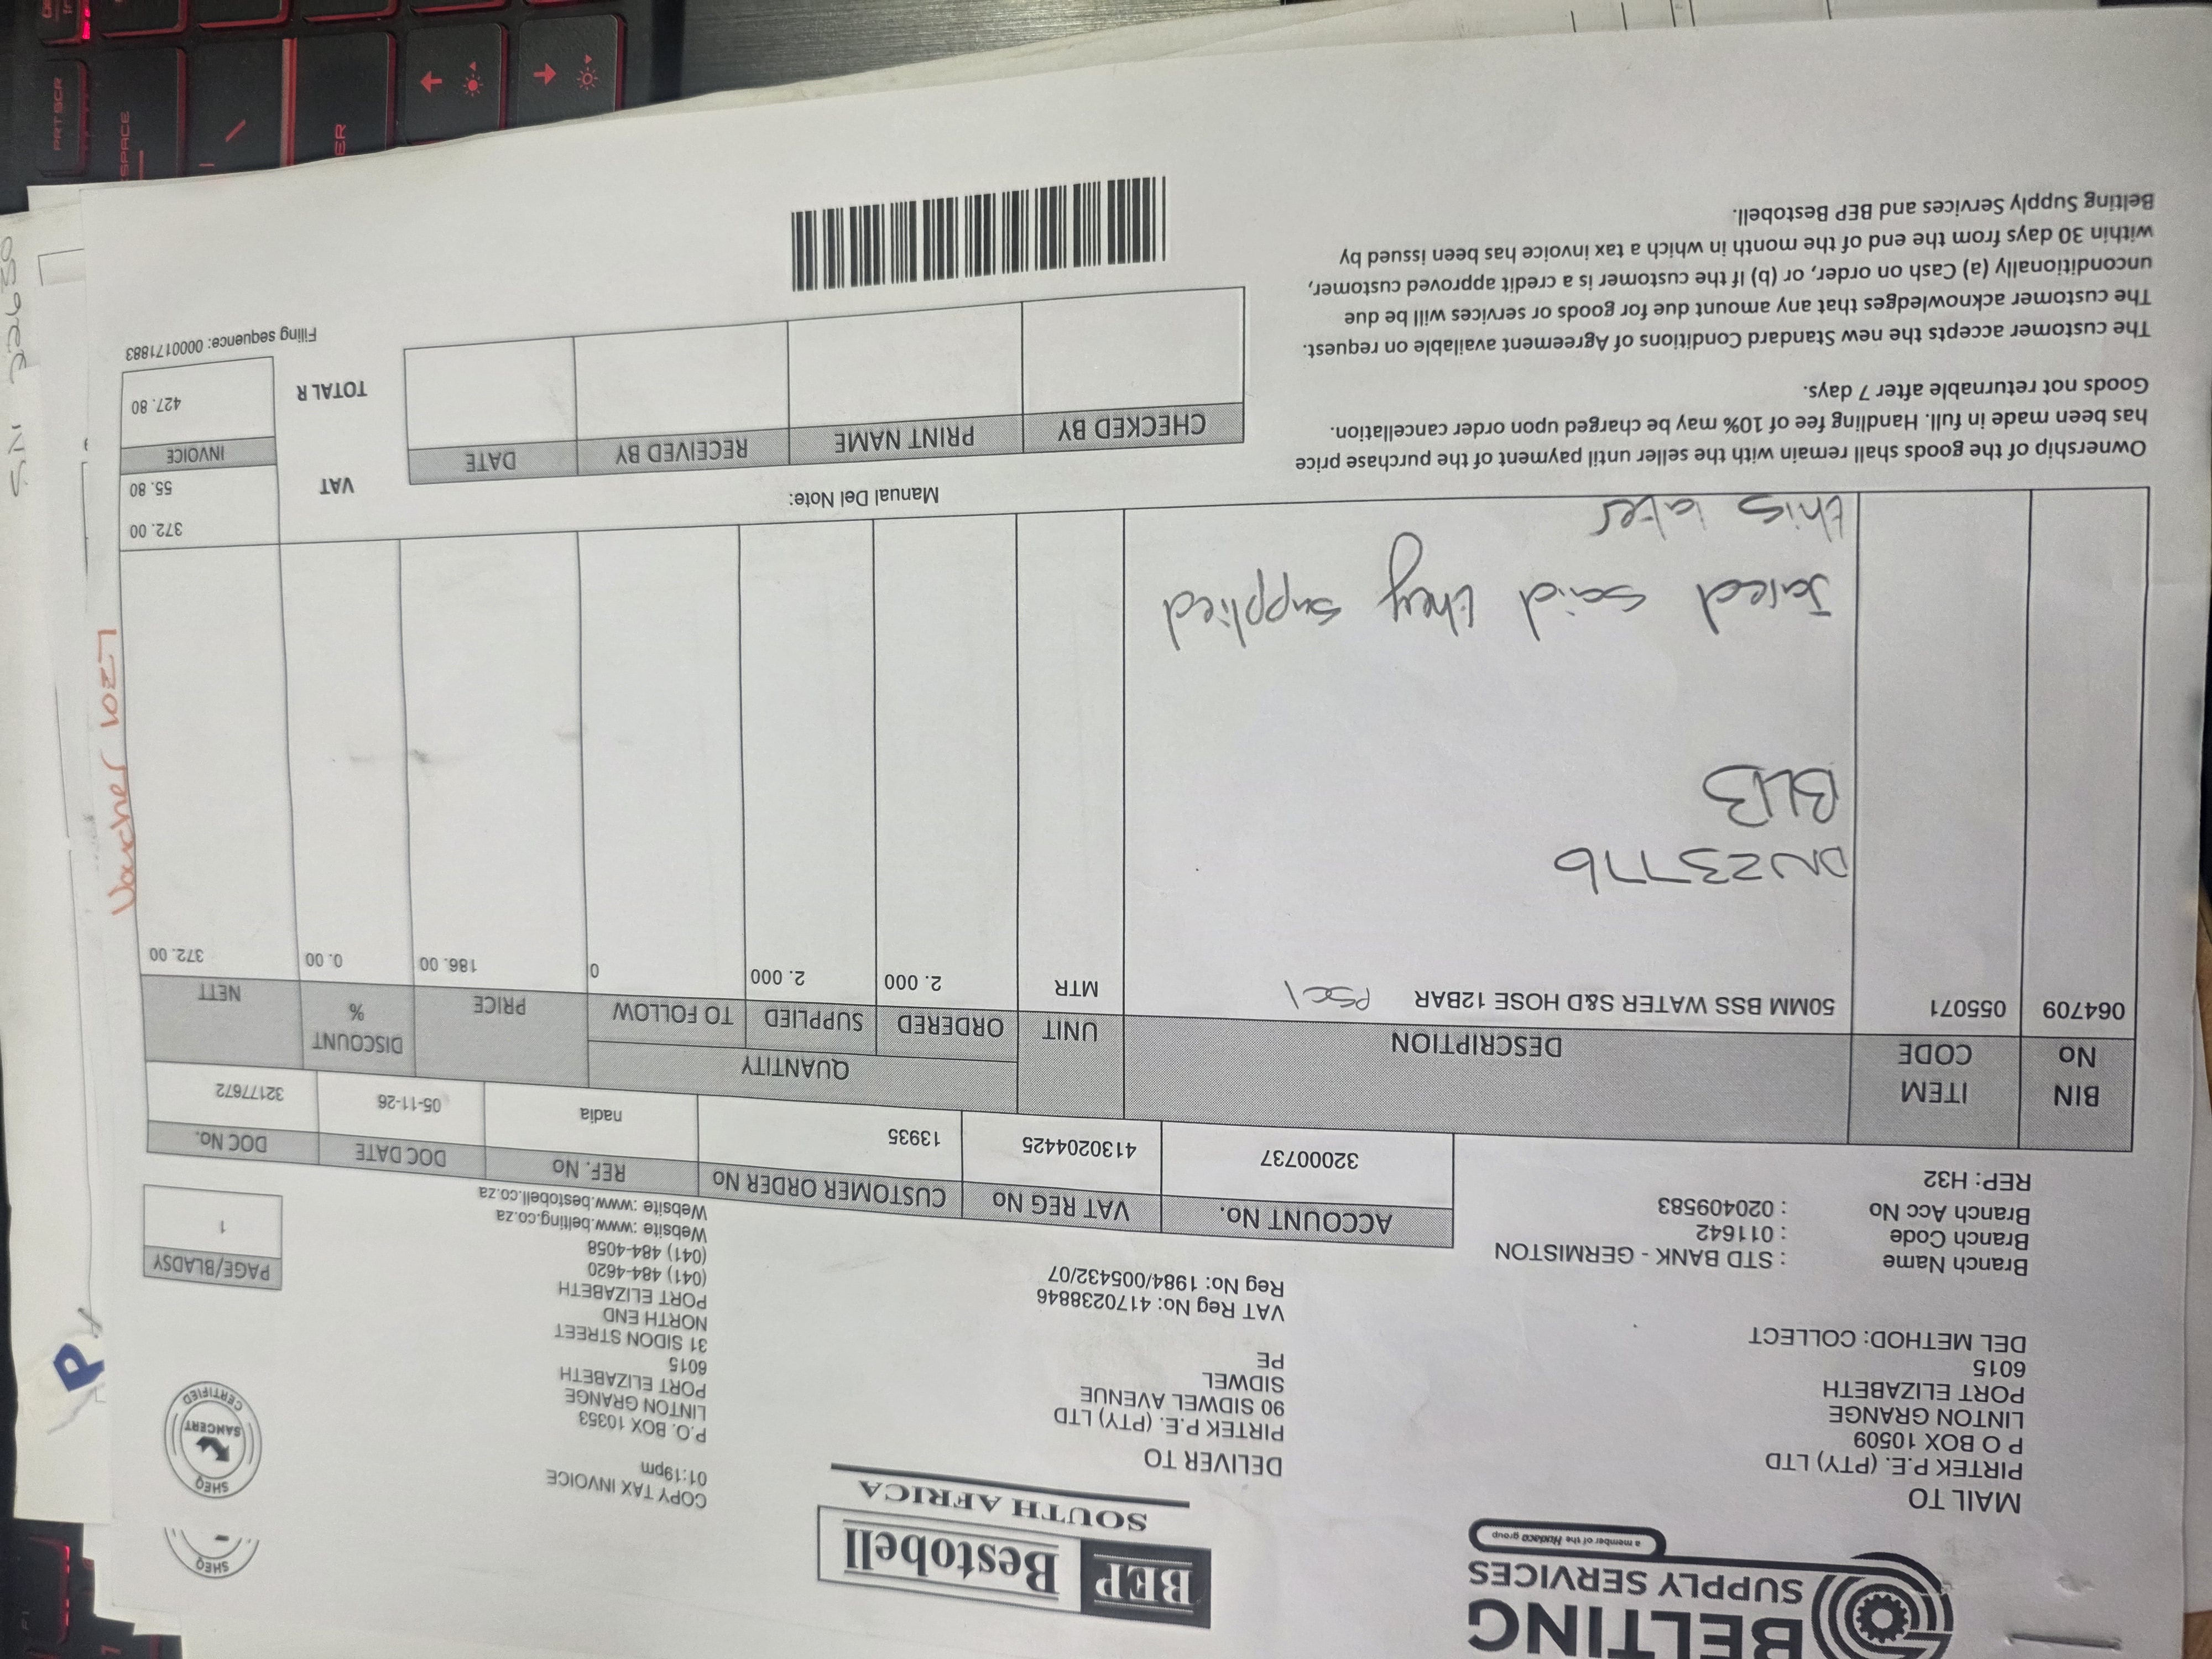 P
Voucher 1027
BELTING
SUPPLY SERVICES
a member of the Hudaco group
BEP Bestobell
SOUTH AFRICA
COPY TAX INVOICE
01:19pm
SHEQ
SHEQ
SANCERT
CERTIFIED
MAIL TO
PIRTEK P.E. (PTY) LTD
P O BOX 10509
LINTON GRANGE
PORT ELIZABETH
6015
DEL METHOD: COLLECT
DELIVER TO
PIRTEK P.E. (PTY) LTD
90 SIDWEL AVENUE
SIDWEL
PE
VAT Reg No: 4170238846
Reg No: 1984/005432/07
P.O. BOX 10353
LINTON GRANGE
PORT ELIZABETH
6015
31 SIDON STREET
NORTH END
PORT ELIZABETH
(041) 484-4620
(041) 484-4058
Website :www.belting.co.za
Website :www.bestobell.co.za
PAGE/BLADSY
1
Branch Name : STD BANK - GERMISTON
Branch Code : 011642
Branch Acc No : 020409583
REP: H32
ACCOUNT No. VAT REG No CUSTOMER ORDER No REF. No DOC DATE DOC No.
32000737 4130204425 13935 nadia 05-11-26 32177672
BIN No ITEM CODE DESCRIPTION UNIT QUANTITY ORDERED SUPPLIED TO FOLLOW PRICE DISCOUNT % NETT
064709 055071 50MM BSS WATER S&D HOSE 12BAR PSC1 MTR 2. 000 2. 000 0 186. 00 0. 00 372. 00
DN23776
BLB
Jared said they supplied
this later
372. 00
Manual Del Note:
VAT 55. 80
INVOICE
TOTAL R 427. 80
Filing sequence: 0000171883
CHECKED BY PRINT NAME RECEIVED BY DATE
Ownership of the goods shall remain with the seller until payment of the purchase price
has been made in full. Handling fee of 10% may be charged upon order cancellation.
Goods not returnable after 7 days.
The customer accepts the new Standard Conditions of Agreement available on request.
The customer acknowledges that any amount due for goods or services will be due
unconditionally (a) Cash on order, or (b) If the customer is a credit approved customer,
within 30 days from the end of the month in which a tax invoice has been issued by
Belting Supply Services and BEP Bestobell.
PRT SCR